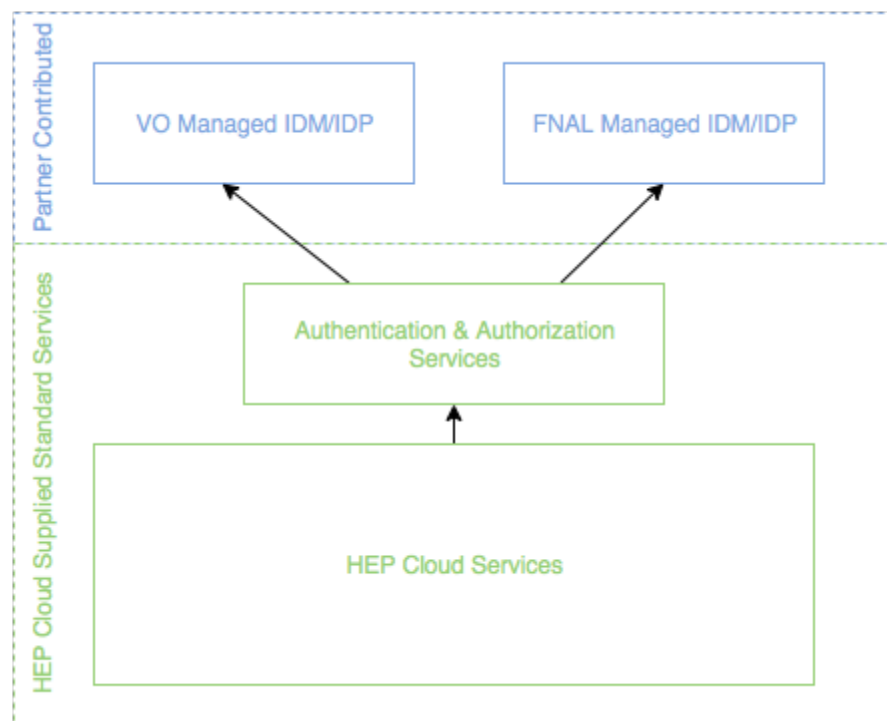 Partner Contributed
VO Managed IDM/IDP
FNAL Managed IDM/IDP
HEP Cloud Supplied Standard Services
Authentication & Authorization
Services
HEP Cloud Services